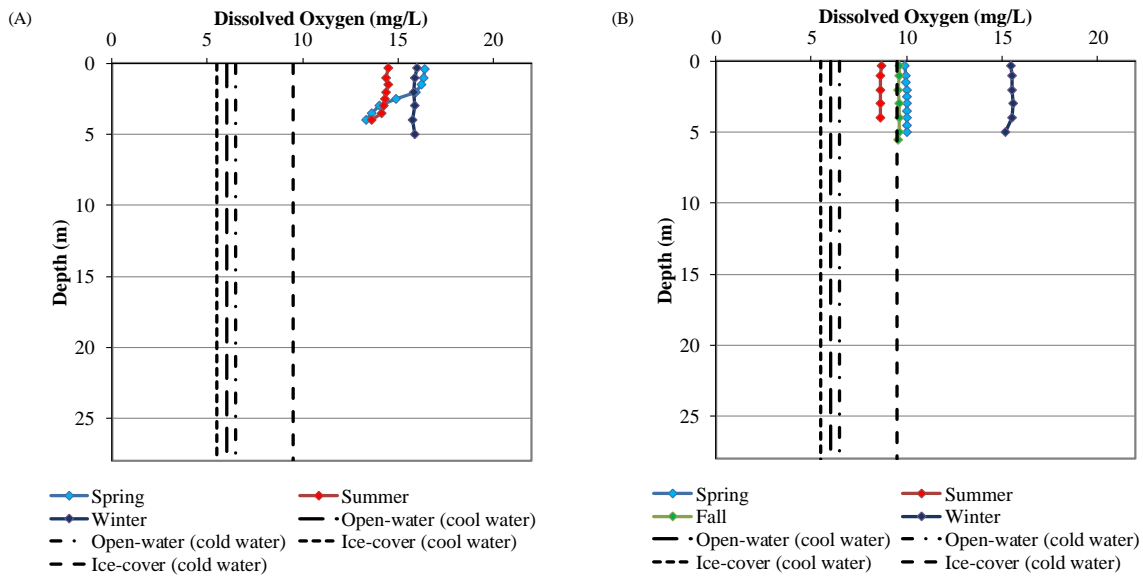 (A)
Dissolved Oxygen (mg/L)
0 5 10 15 20
0
5
10
15
20
25
Depth (m)
Spring Summer
Winter Open-water (cool water)
Open-water (cold water) Ice-cover (cool water)
Ice-cover (cold water)
(B)
Dissolved Oxygen (mg/L)
0 5 10 15 20
0
5
10
15
20
25
Depth (m)
Spring Summer
Fall Winter
Open-water (cool water) Open-water (cold water)
Ice-cover (cool water) Ice-cover (cold water)